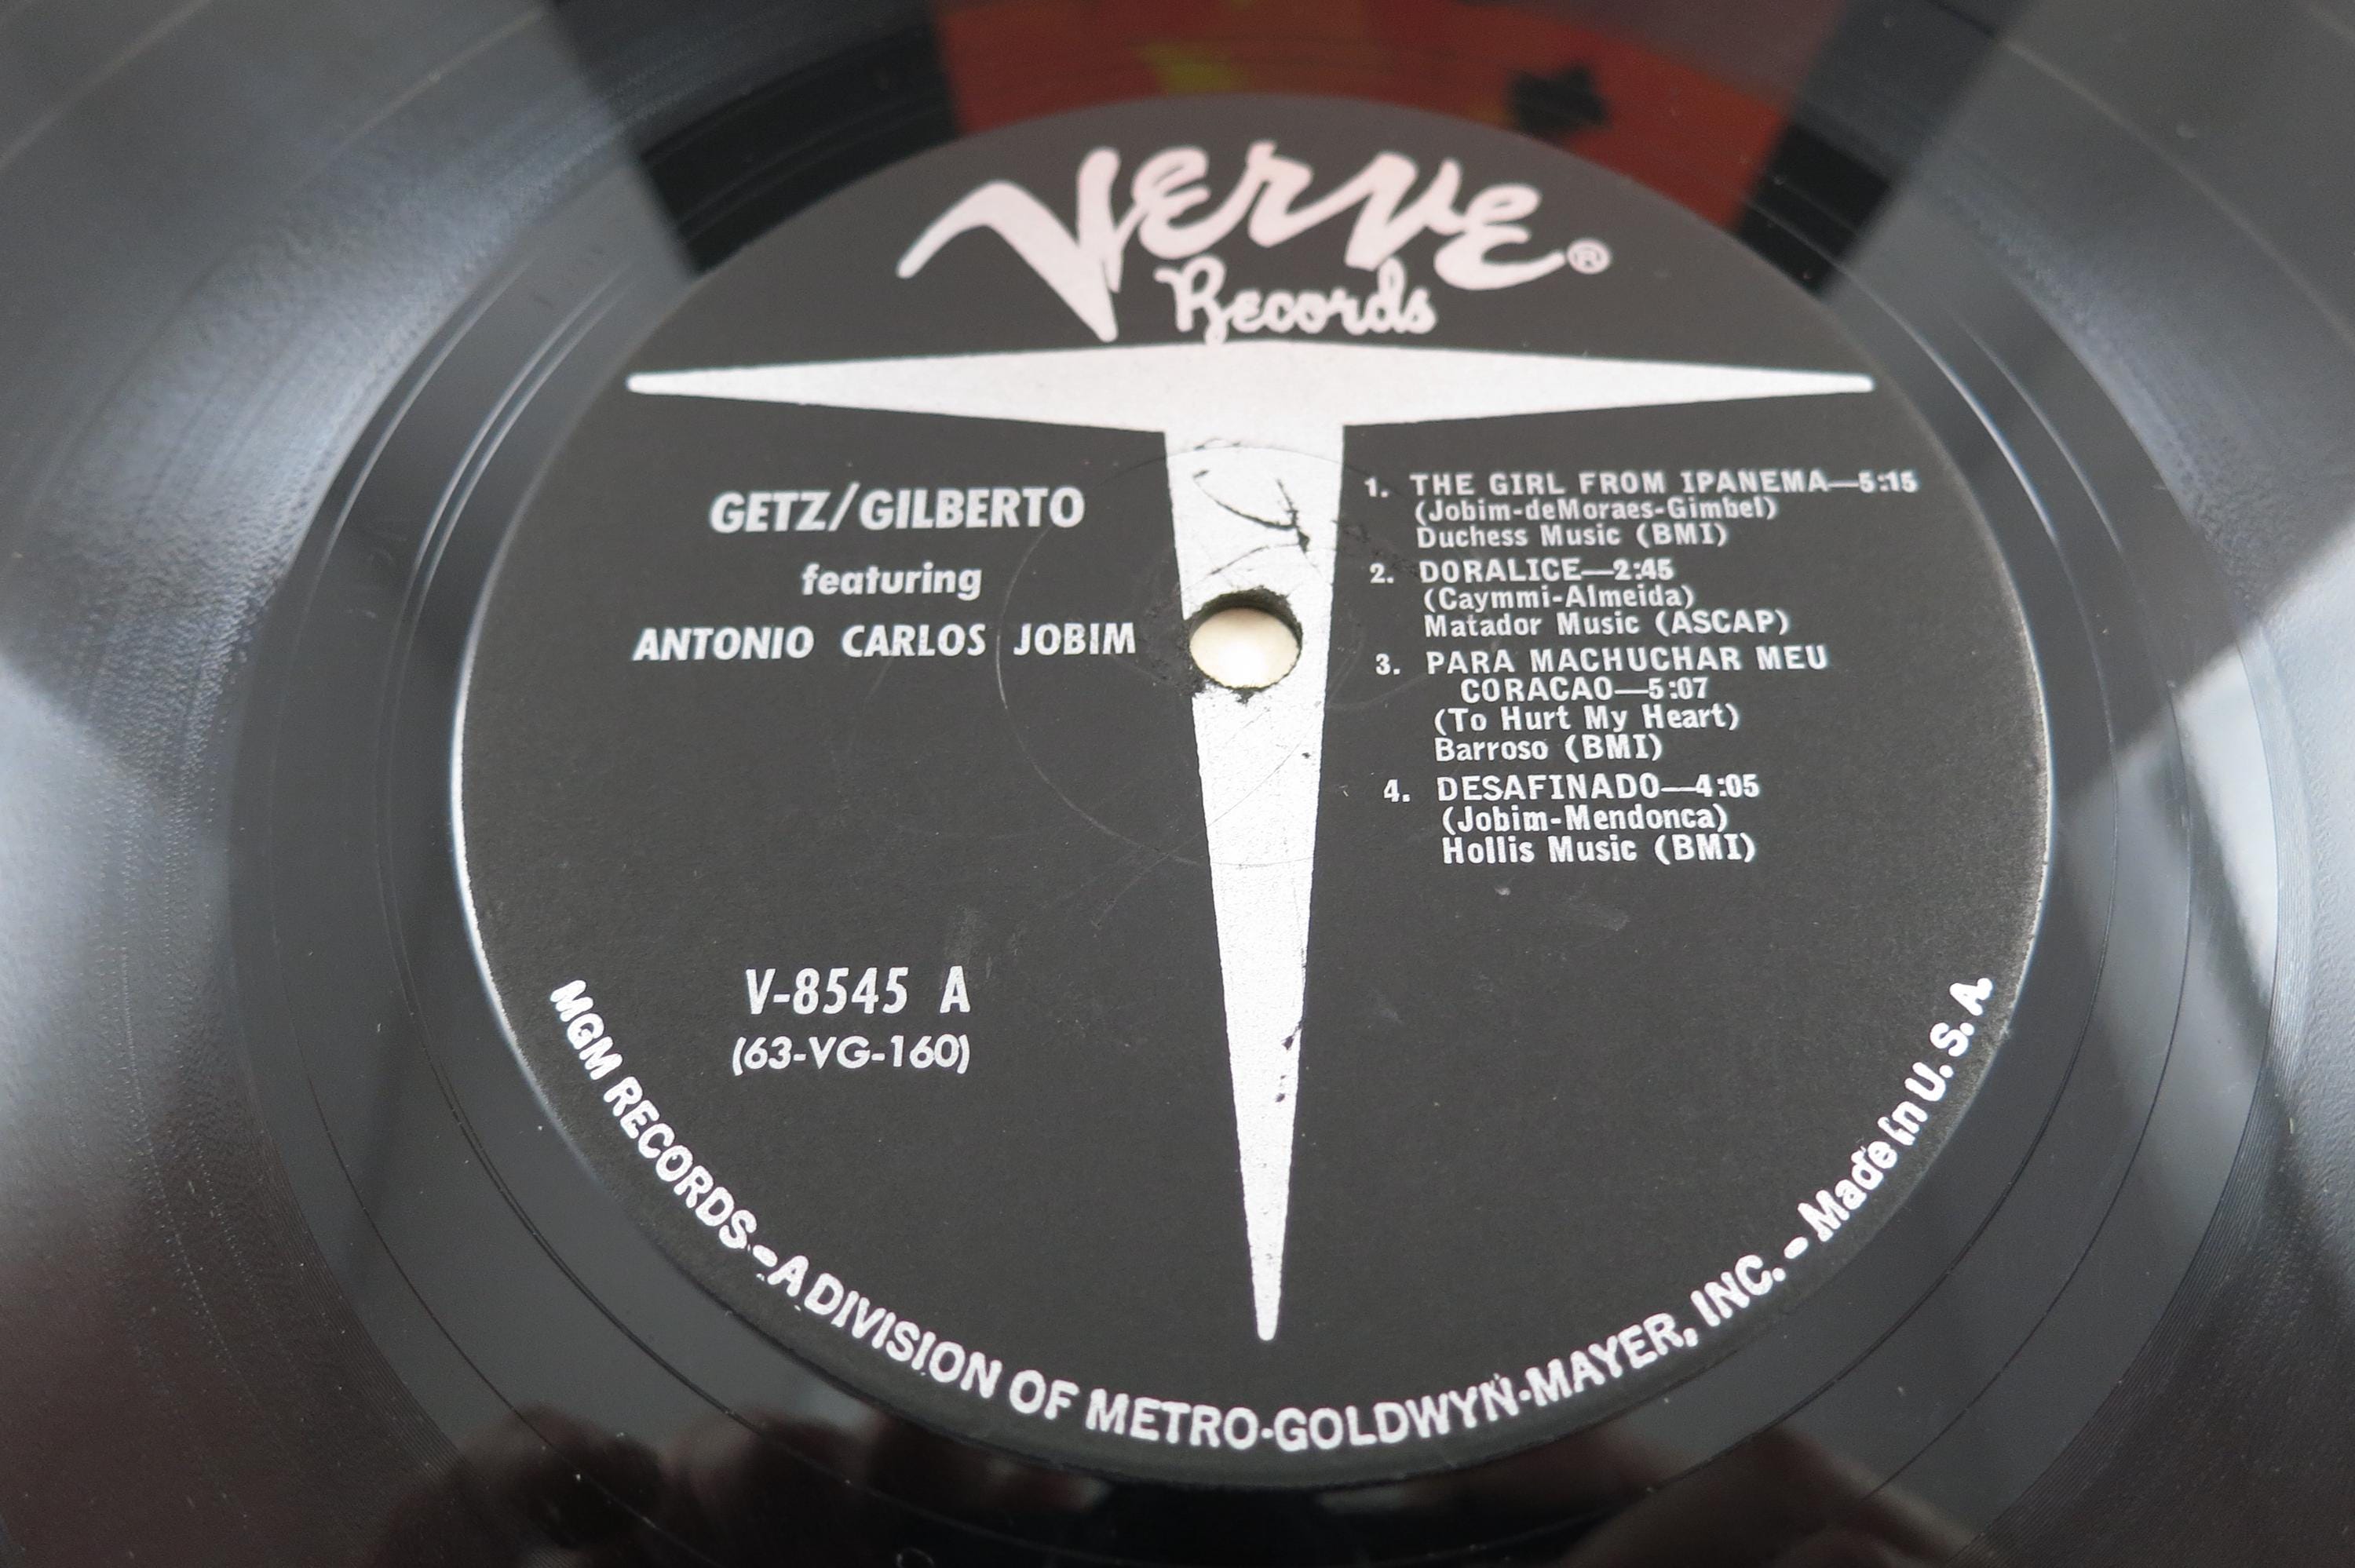 Verve®
Records
GETZ/GILBERTO
featuring
ANTONIO CARLOS JOBIM
1. THE GIRL FROM IPANEMA—5:15
(Jobim-deMoraes-Gimbel)
Duchess Music (BMI)
2. DORALICE—2:45
(Caymmi-Almeida)
Matador Music (ASCAP)
3. PARA MACHUCHAR MEU
CORACAO—5:07
(To Hurt My Heart)
Barroso (BMI)
4. DESAFINADO—4:05
(Jobim-Mendonca)
Hollis Music (BMI)
V-8545 A
(63-VG-160)
MGM RECORDS-A DIVISION OF METRO-GOLDWYN-MAYER, INC. - Made in U. S. A.